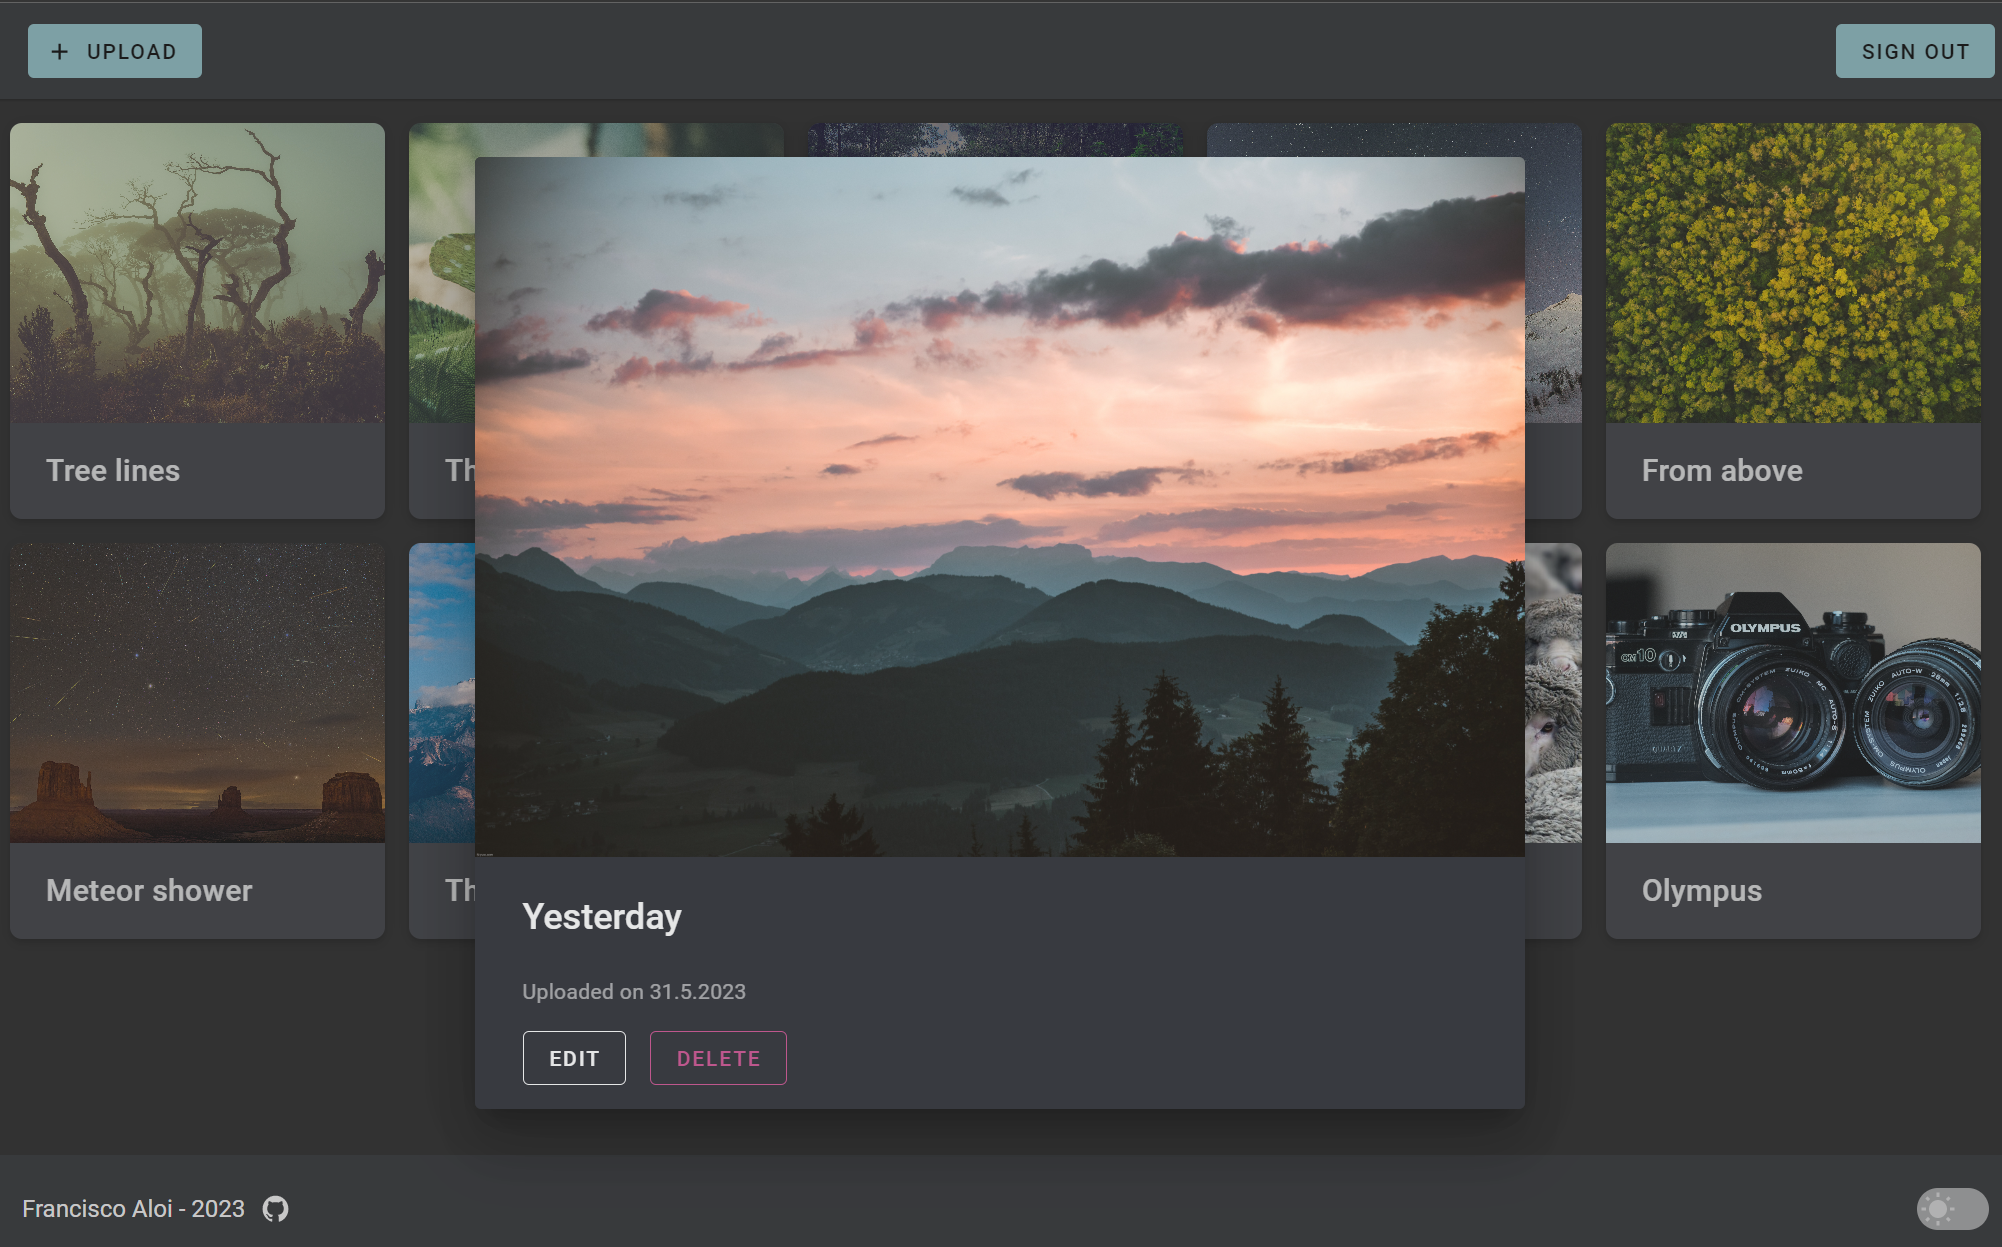 UPLOAD
SIGN OUT
Tree lines
Th
From above
OLYMPUS
Meteor shower
Th
Olympus
Yesterday
Uploaded on 31.5.2023
EDIT
DELETE
Francisco Aloi - 2023